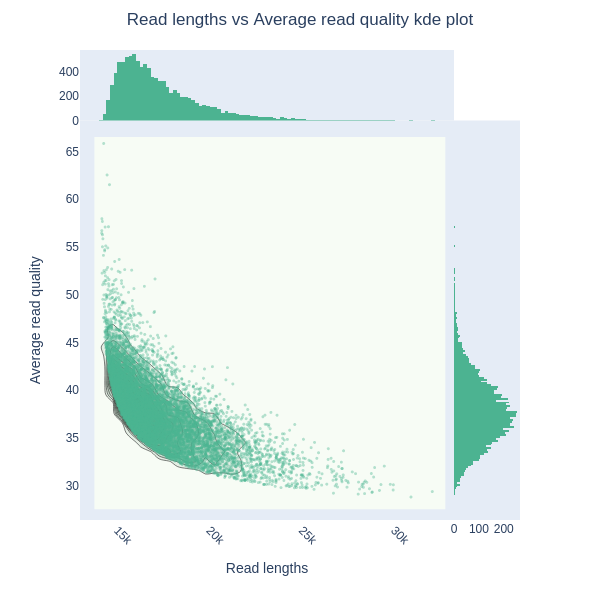 Read lengths vs Average read quality kde plot
400
200
0
65
60
55
50
45
40
35
30
Average read quality
15k
20k
25k
30k
0
100
200
Read lengths